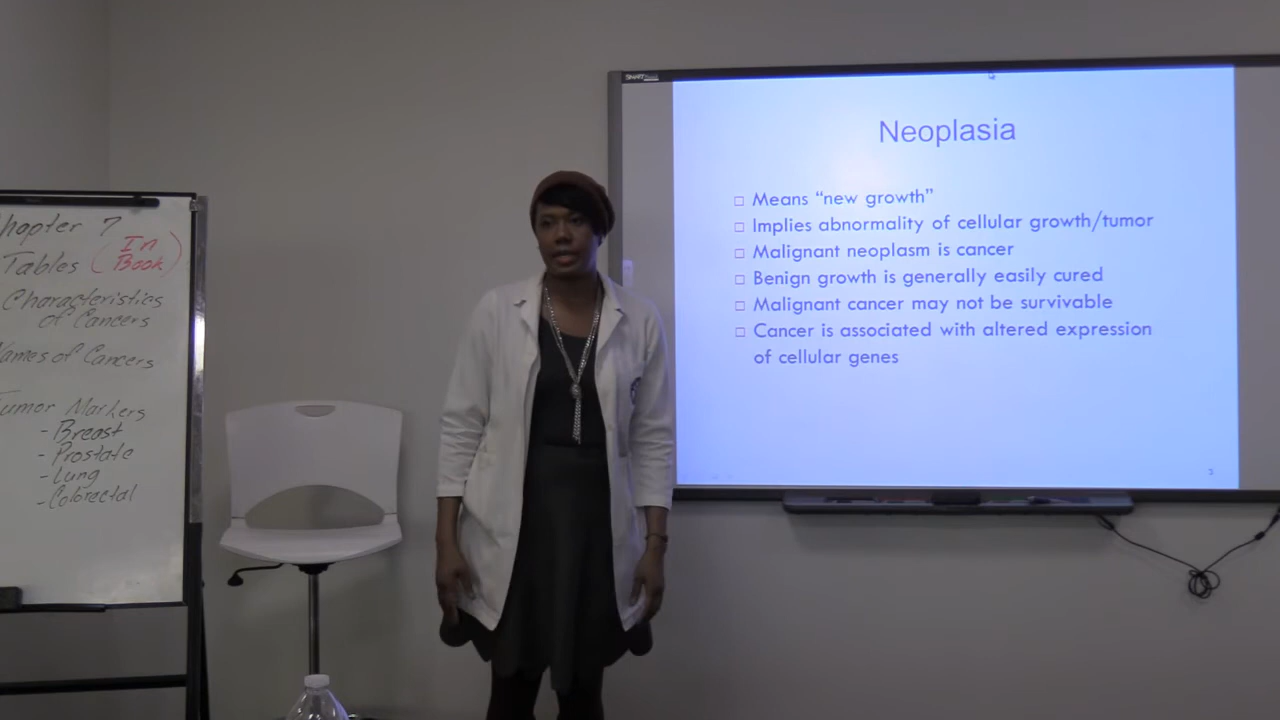 Chapter 7
Tables (In Book)
Characteristics
of Cancers
Names of Cancers
Tumor Markers
- Breast
- Prostate
- Lung
- Colorectal
SMART
Neoplasia
Means “new growth”
Implies abnormality of cellular growth/tumor
Malignant neoplasm is cancer
Benign growth is generally easily cured
Malignant cancer may not be survivable
Cancer is associated with altered expression
of cellular genes